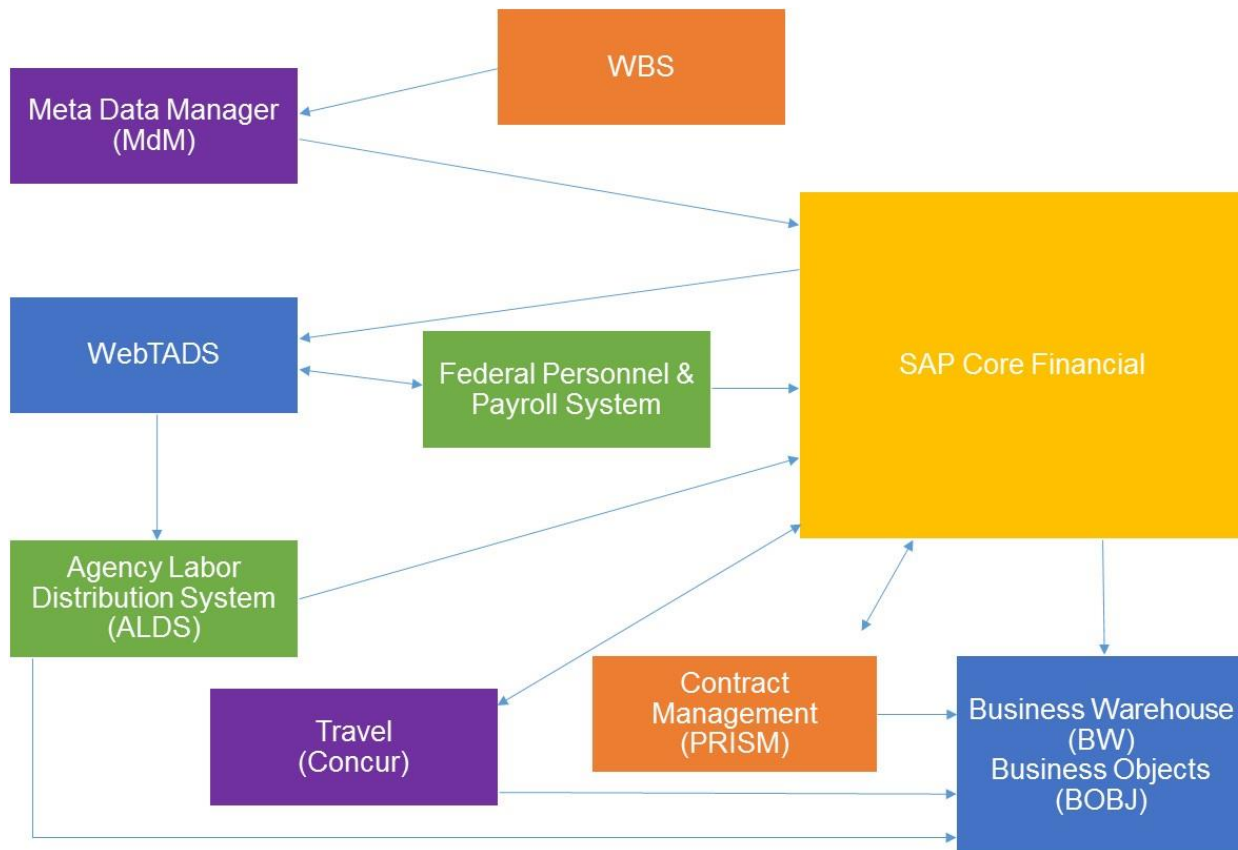 WBS
Meta Data Manager
(MdM)
WebTADS
Federal Personnel &
Payroll System
SAP Core Financial
Agency Labor
Distribution System
(ALDS)
Travel
(Concur)
Contract
Management
(PRISM)
Business Warehouse
(BW)
Business Objects
(BOBJ)